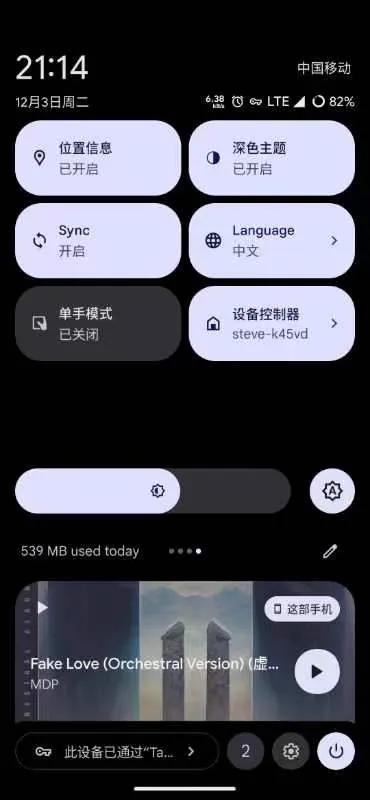 21:14
中国移动
12月3日周二
6.38 kB/s LTE 82%
位置信息
已开启
深色主题
已开启
Sync
开启
Language
中文
单手模式
已关闭
设备控制器
steve-k45vd
A
539 MB used today
这部手机
Fake Love (Orchestral Version) (虚...
MDP
此设备已通过“Ta...
2